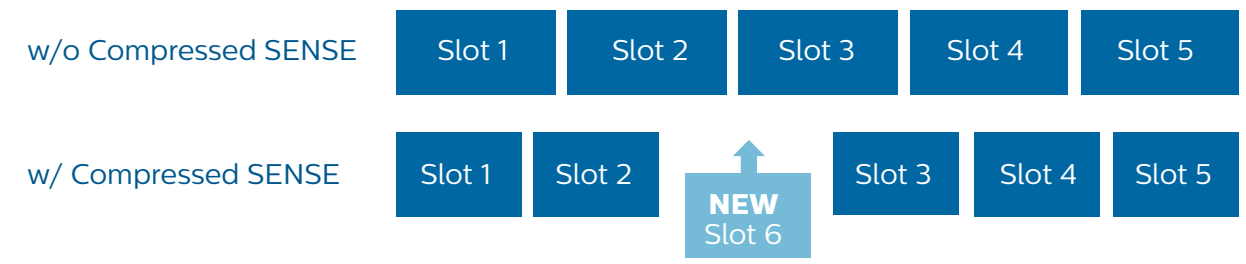 w/o Compressed SENSE Slot 1 Slot 2 Slot 3 Slot 4 Slot 5
w/ Compressed SENSE Slot 1 Slot 2 Slot 3 Slot 4 Slot 5
NEW
Slot 6